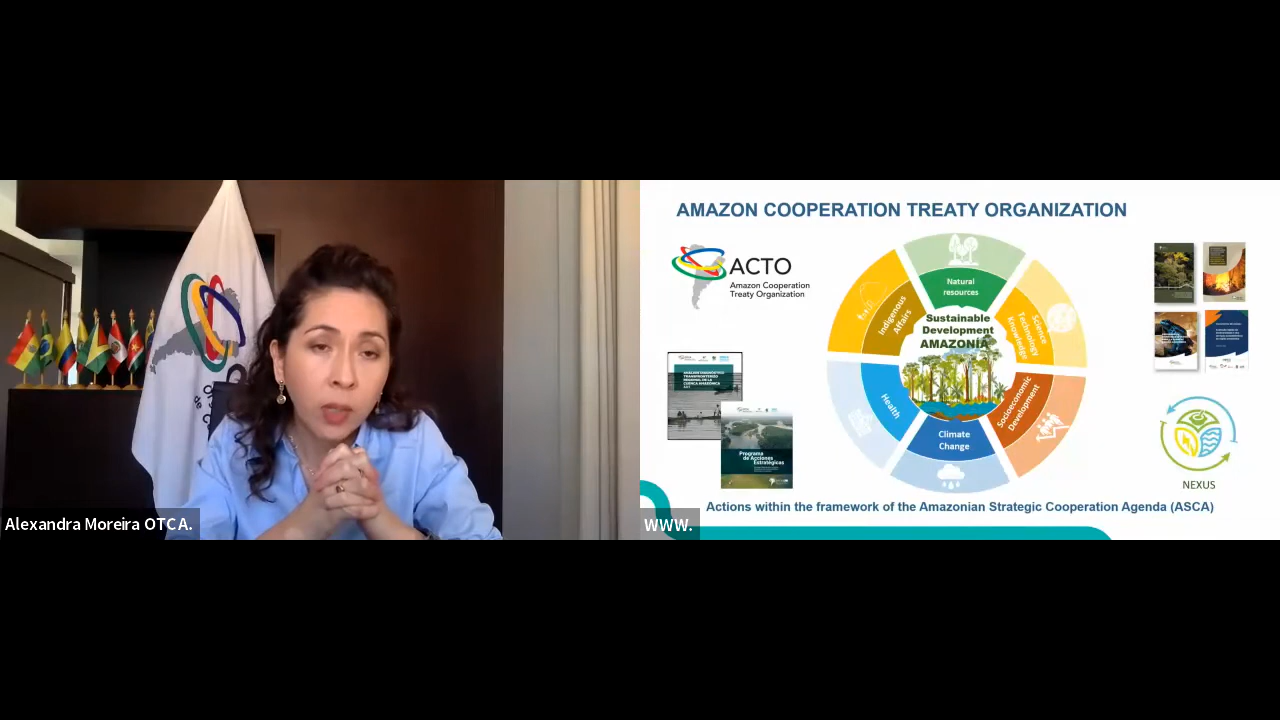 AMAZON COOPERATION TREATY ORGANIZATION
ACTO
Amazon Cooperation
Treaty Organization
Natural
resources
Indigenous
Affairs
Science
Technology
Knowledge
Sustainable
Development
AMAZONÍA
Health
Socioeconomic
Development
Climate
Change
Programa
de Acciones
Estratégicas
NEXUS
Actions within the framework of the Amazonian Strategic Cooperation Agenda (ASCA)
Alexandra Moreira OTCA.
WWW.